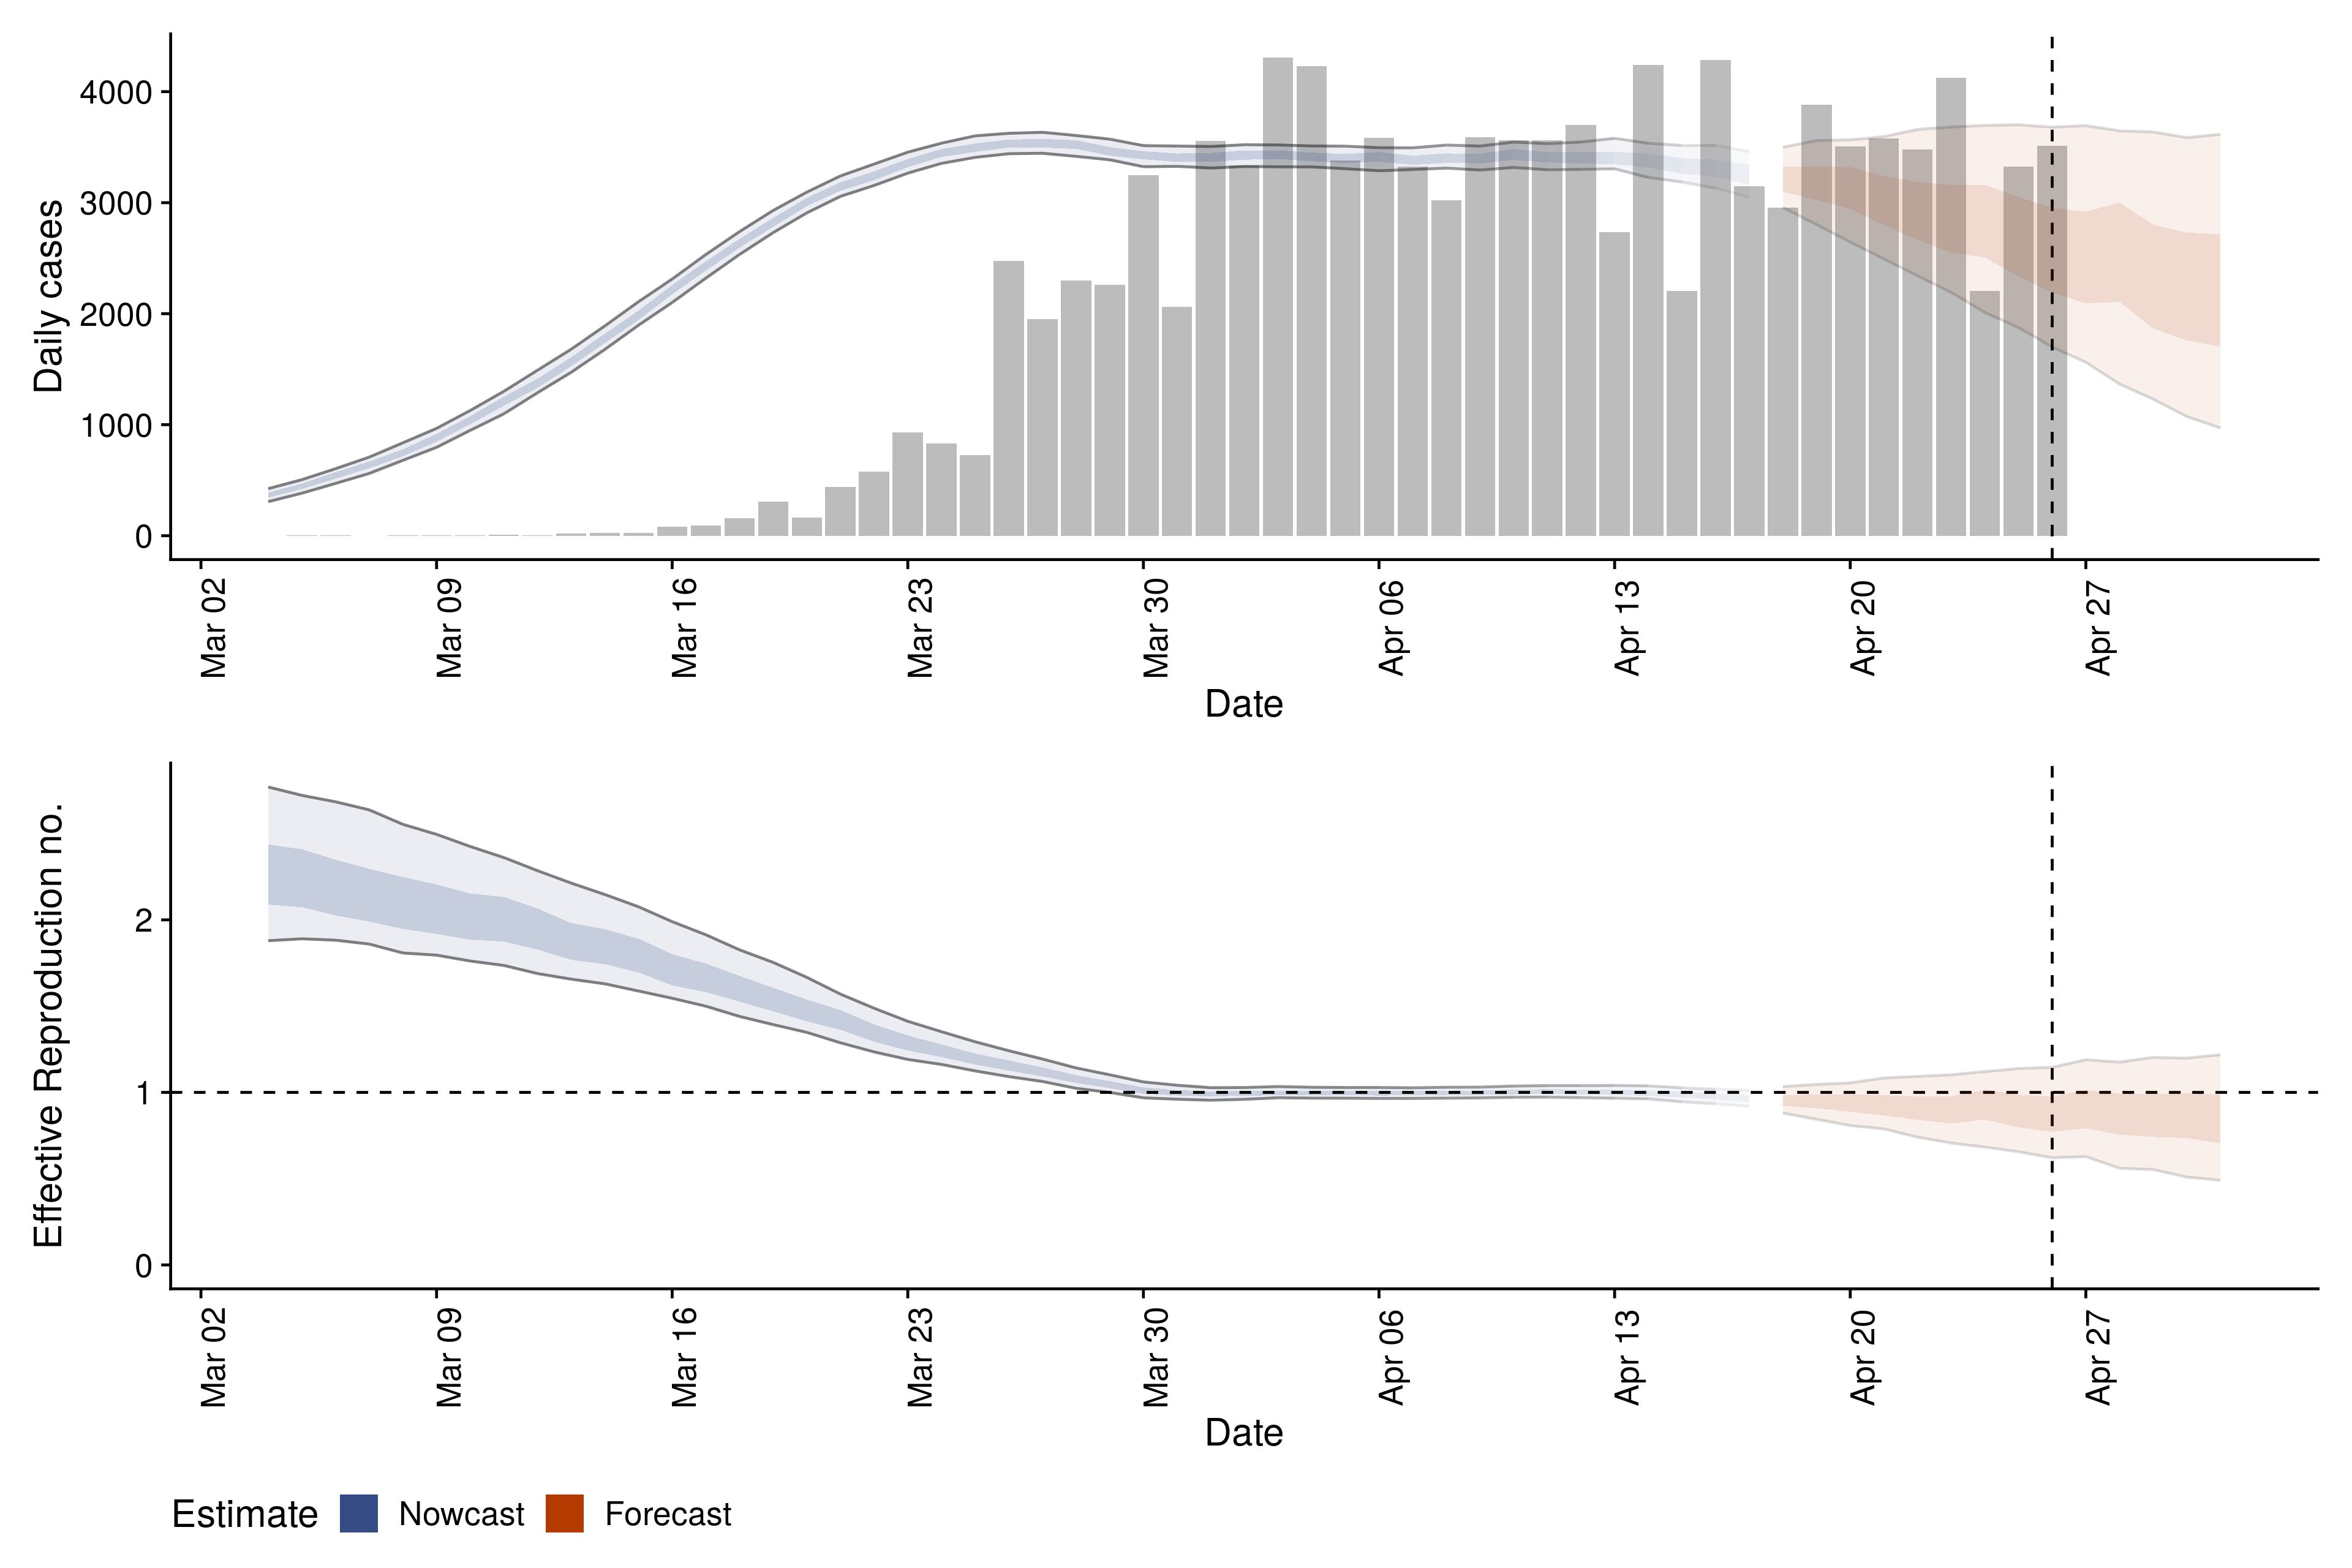 Daily cases
4000
3000
2000
1000
0
Mar 02
Mar 09
Mar 16
Mar 23
Mar 30
Apr 06
Apr 13
Apr 20
Apr 27
Date
Effective Reproduction no.
2
1
0
Mar 02
Mar 09
Mar 16
Mar 23
Mar 30
Apr 06
Apr 13
Apr 20
Apr 27
Date
Estimate Nowcast Forecast